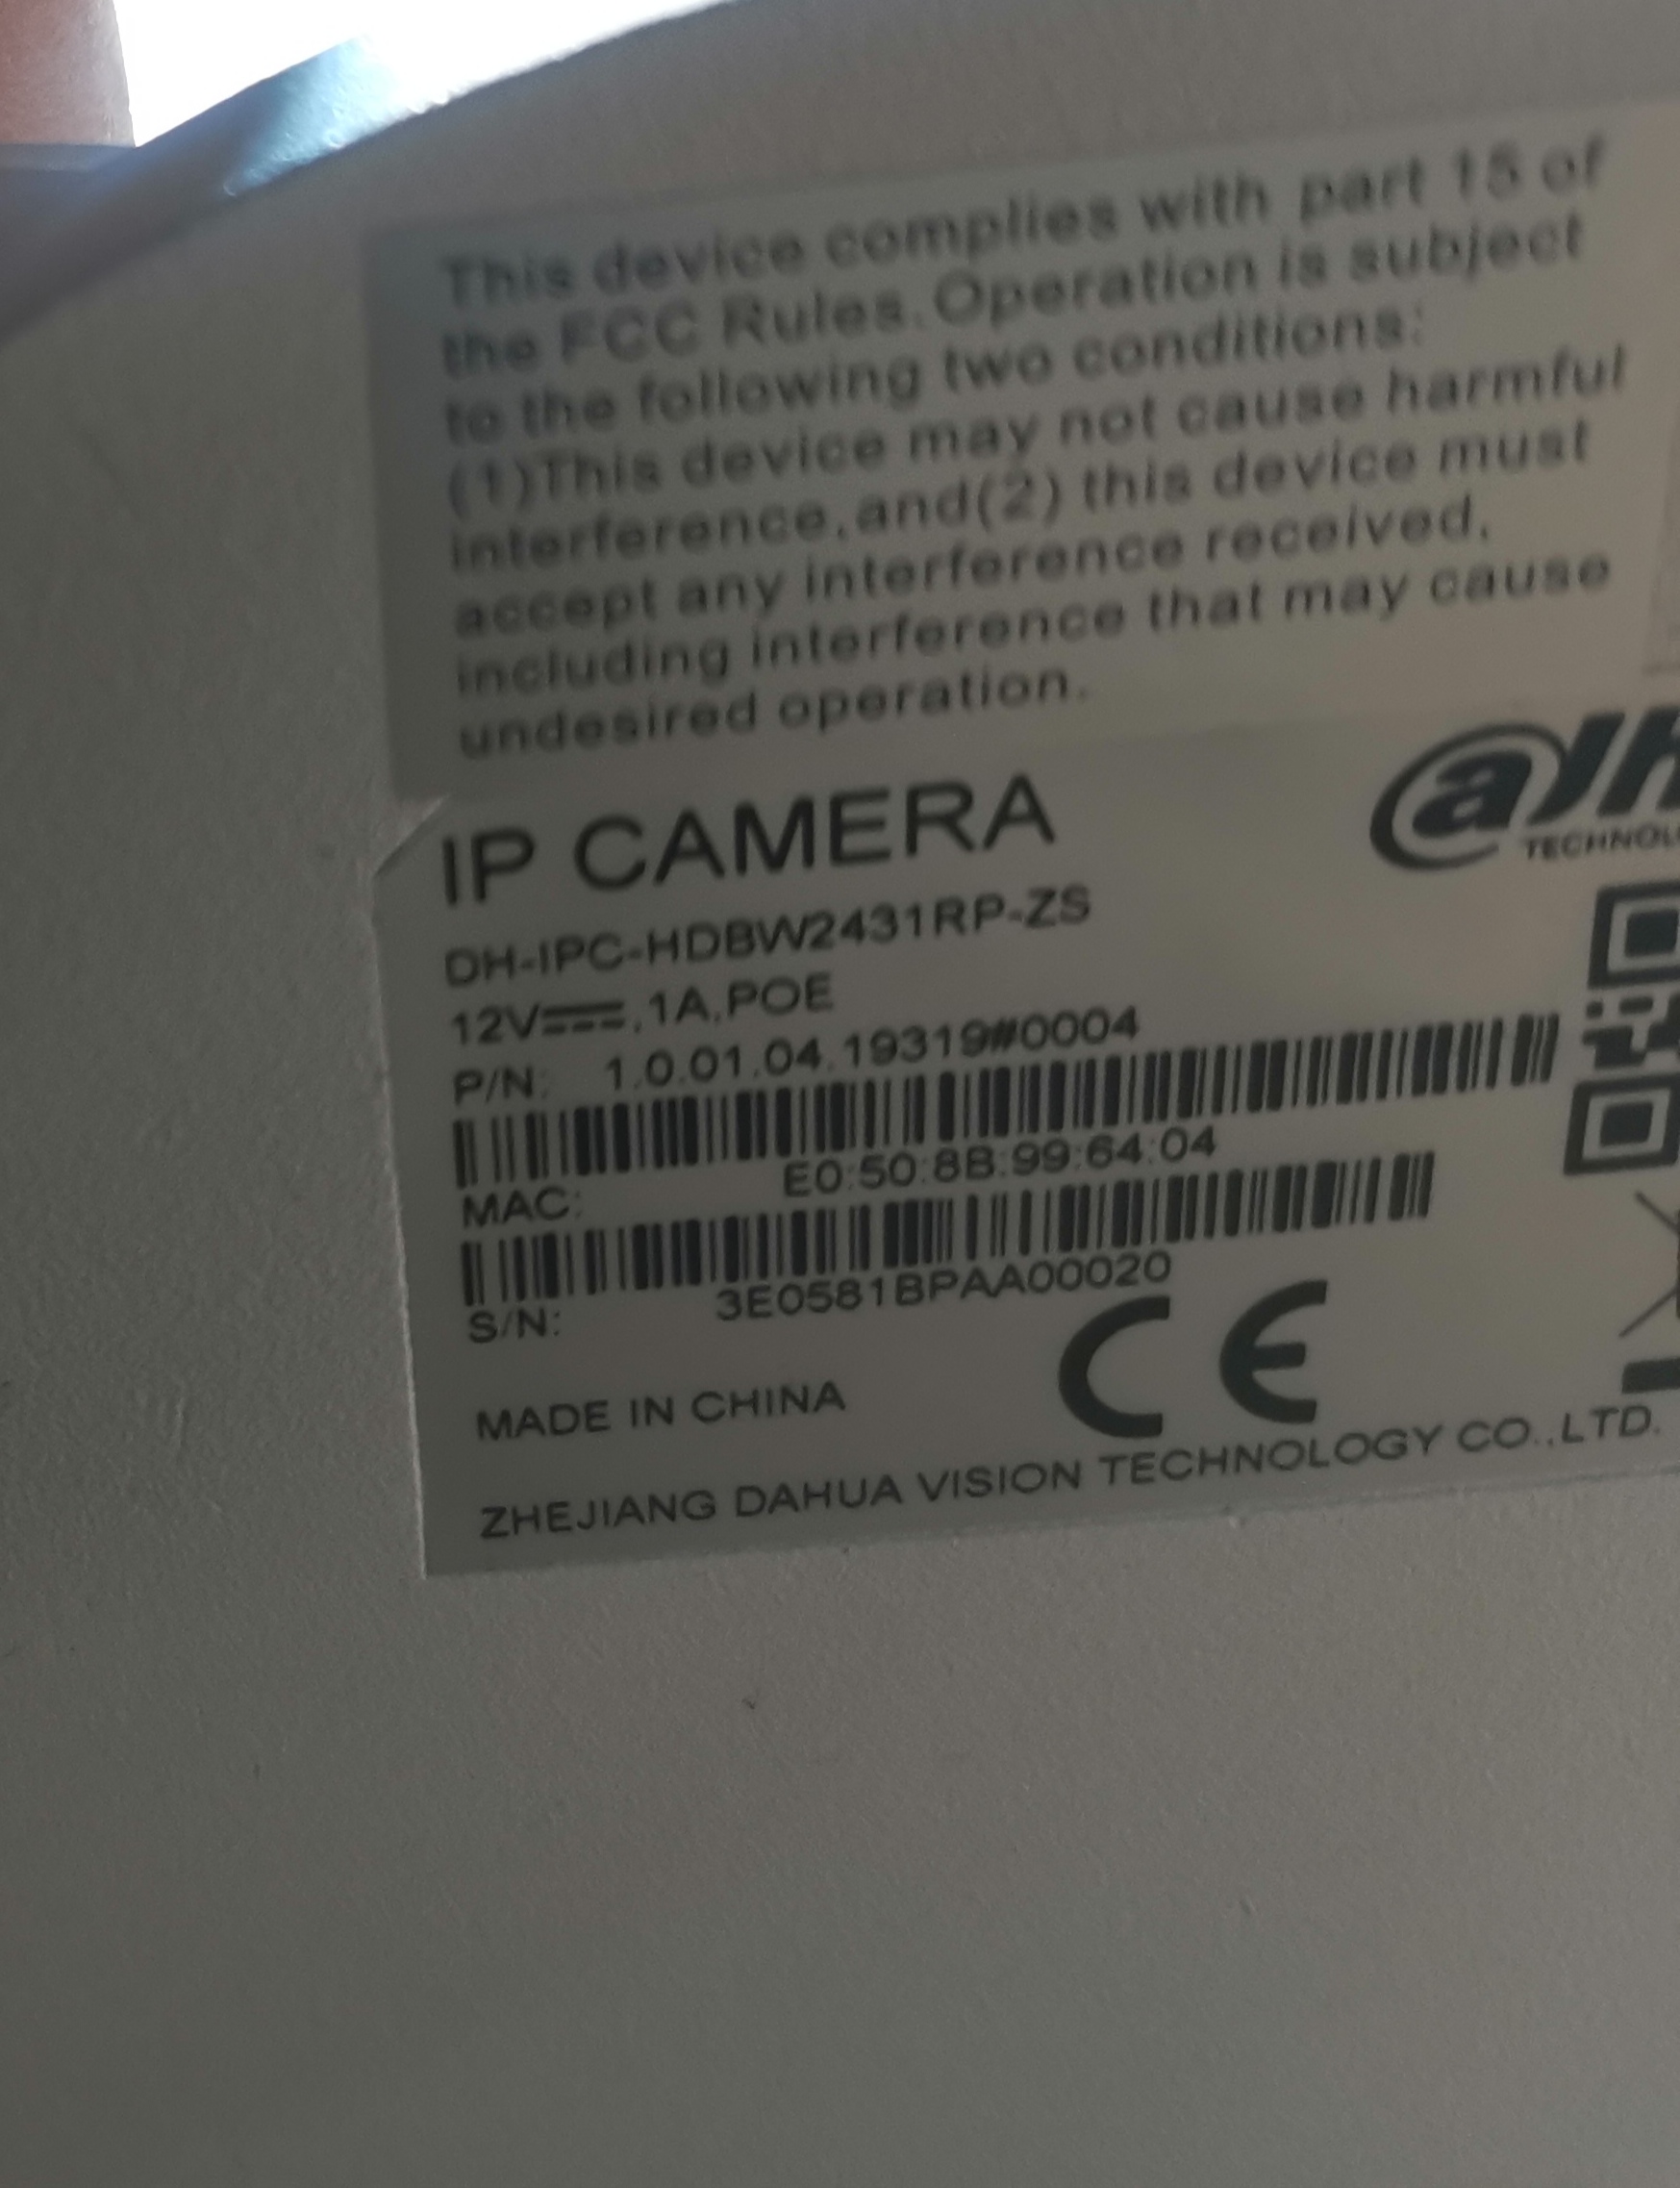 This device complies with part 15 of
the FCC Rules.Operation is subject
to the following two conditions:
(1)This device may not cause harmful
interference,and(2) this device must
accept any interference received,
including interference that may cause
undesired operation.
IP CAMERA
DH-IPC-HDBW2431RP-ZS
TECHNOL
12V⎓,1A,POE
P/N: 1.0.01.04.19319#0004
MAC: E0:50:8B:99:64:04
S/N: 3E0581BPAA00020
MADE IN CHINA
CE
ZHEJIANG DAHUA VISION TECHNOLOGY CO.,LTD.